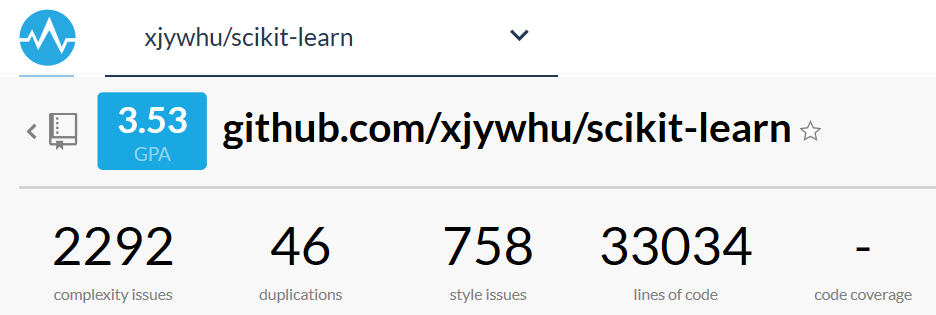 xjywhu/scikit-learn
3.53
GPA
github.com/xjywhu/scikit-learn
2292 46 758 33034 -
complexity issues duplications style issues lines of code code coverage